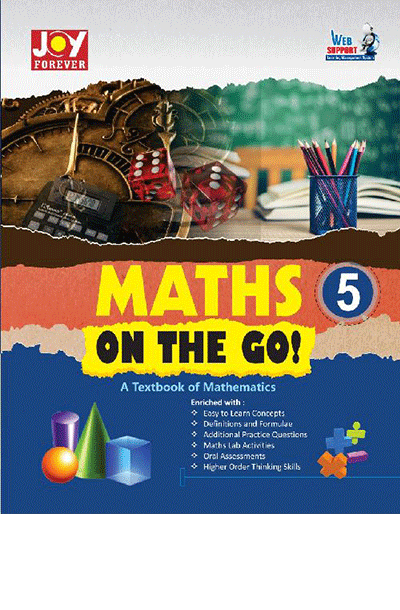 JOY
FOREVER
WEB
SUPPORT
MATHS
5
ON THE GO!
A Textbook of Mathematics
Enriched with :
Easy to Learn Concepts
Definitions and Formulae
Additional Practice Questions
Maths Lab Activities
Oral Assessments
Higher Order Thinking Skills